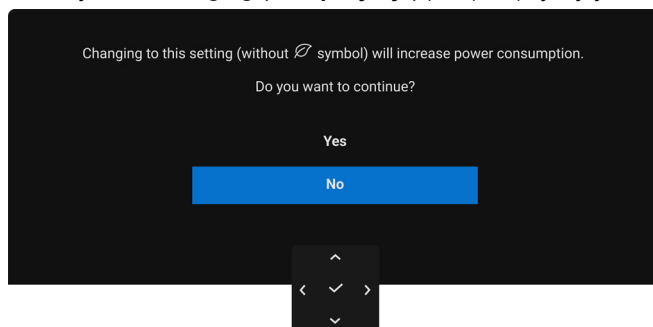 Changing to this setting (without symbol) will increase power consumption.
Do you want to continue?
Yes
No